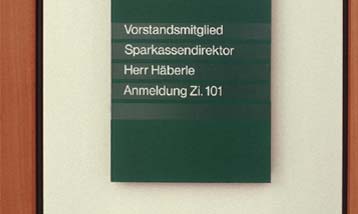 Vorstandsmitglied
Sparkassendirektor
Herr Häberle
Anmeldung Zi. 101